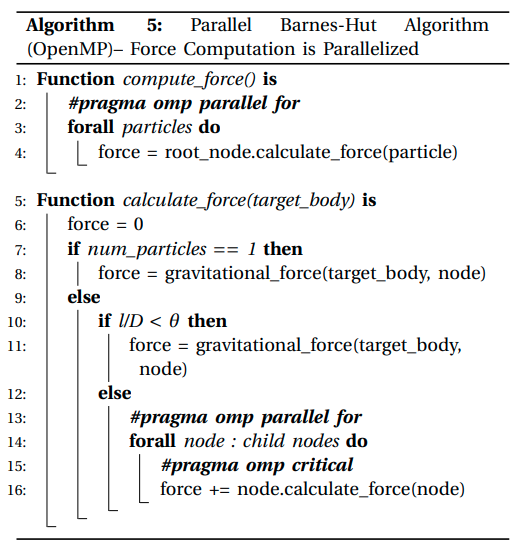 Algorithm 5: Parallel Barnes-Hut Algorithm
(OpenMP)– Force Computation is Parallelized
1: Function compute_force() is
2: #pragma omp parallel for
3: forall particles do
4: force = root_node.calculate_force(particle)
5: Function calculate_force(target_body) is
6: force = 0
7: if num_particles == 1 then
8: force = gravitational_force(target_body, node)
9: else
10: if l/D < θ then
11: force = gravitational_force(target_body,
node)
12: else
13: #pragma omp parallel for
14: forall node : child nodes do
15: #pragma omp critical
16: force += node.calculate_force(node)